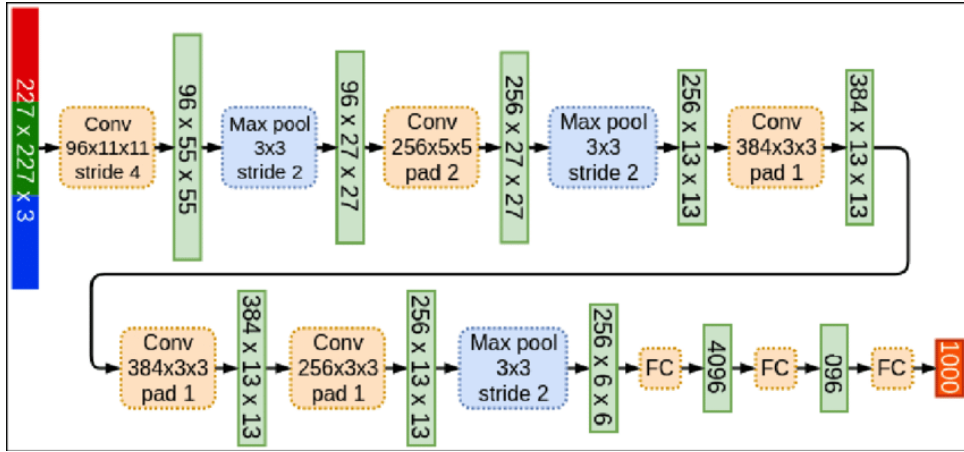 227 x 227 x 3
Conv
96x11x11
stride 4
96 x 55 x 55
Max pool
3x3
stride 2
96 x 27 x 27
Conv
256x5x5
pad 2
256 x 27 x 27
Max pool
3x3
stride 2
256 x 13 x 13
Conv
384x3x3
pad 1
384 x 13 x 13
Conv
384x3x3
pad 1
384 x 13 x 13
Conv
256x3x3
pad 1
256 x 13 x 13
Max pool
3x3
stride 2
256 x 6 x 6
FC
4096
FC
096
FC
1000